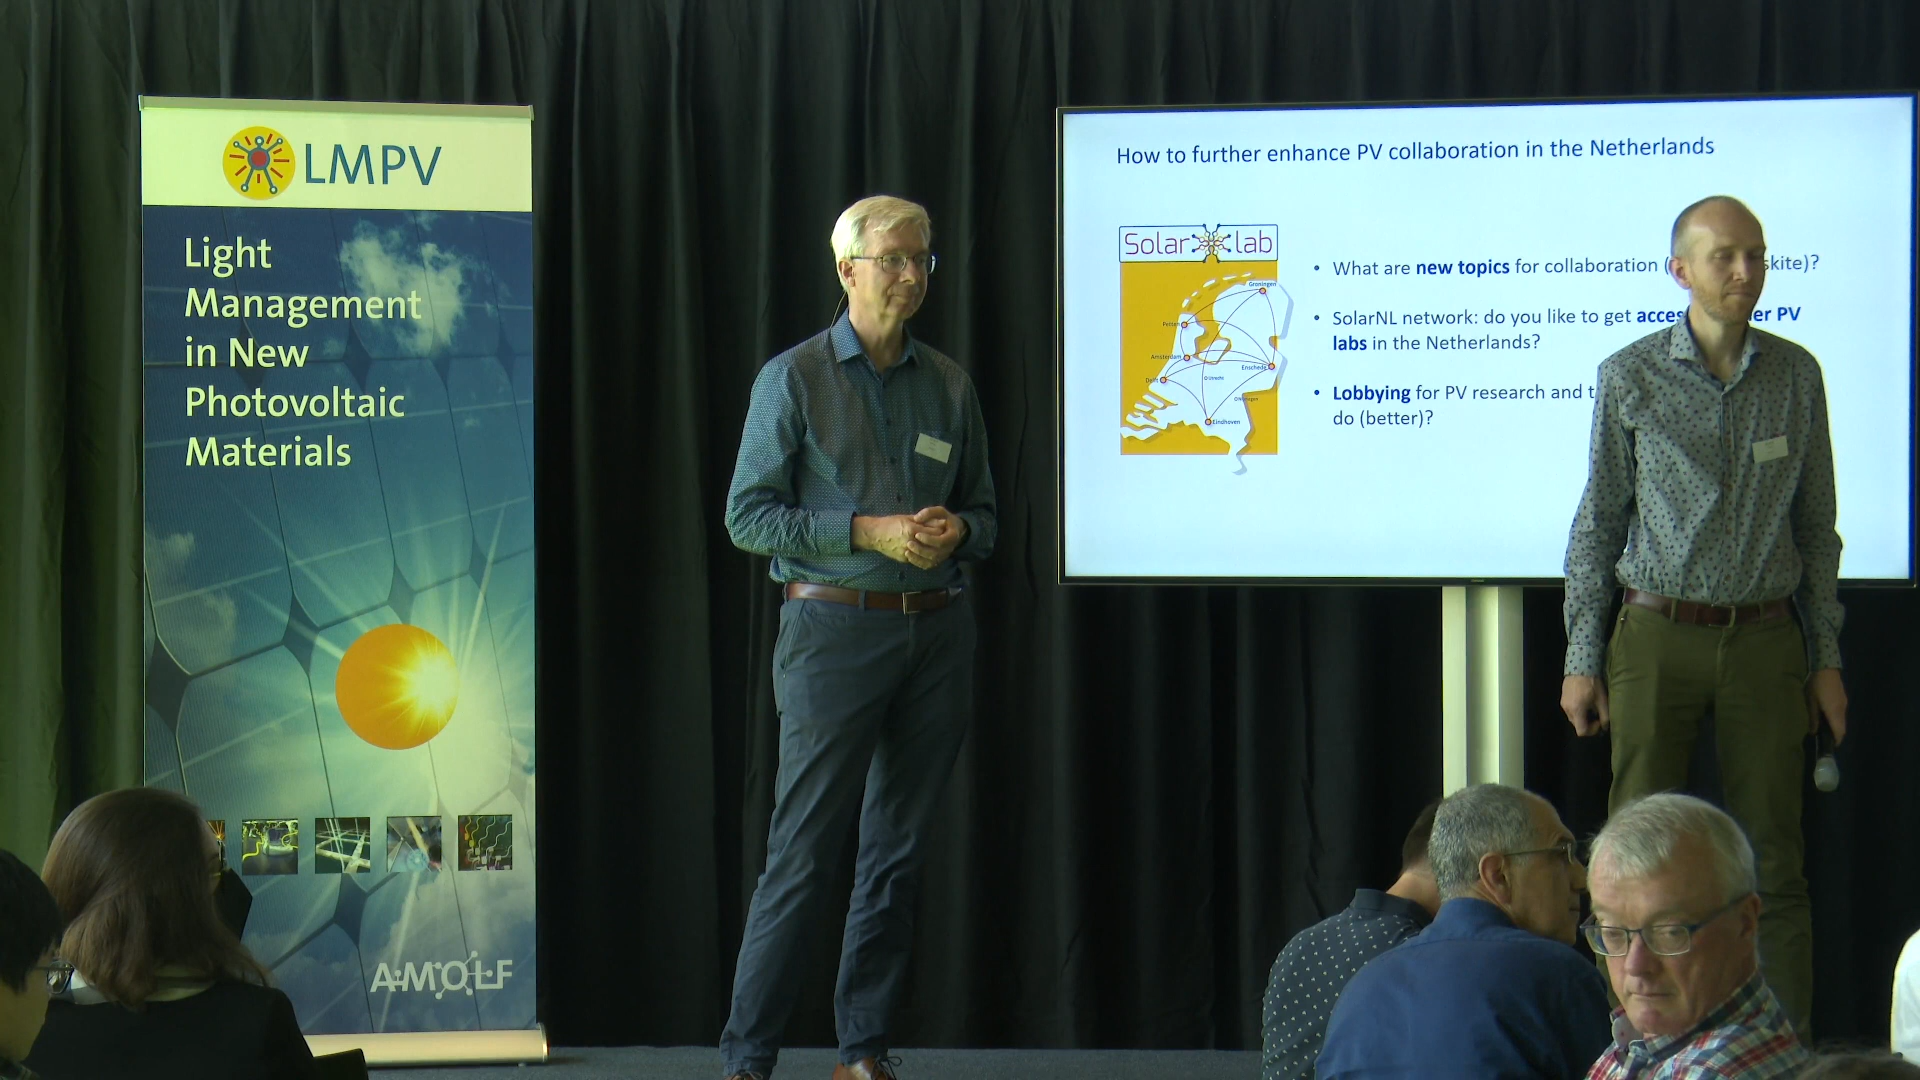 LMPV
Light
Management
in New
Photovoltaic
Materials
AMOLF
How to further enhance PV collaboration in the Netherlands
Solar lab
Groningen
Petten
Amsterdam
Enschede
Utrecht
Delft
Nijmegen
Eindhoven
• What are new topics for collaboration ( skite)?
• SolarNL network: do you like to get PV
labs in the Netherlands?
• Lobbying for PV research and
do (better)?